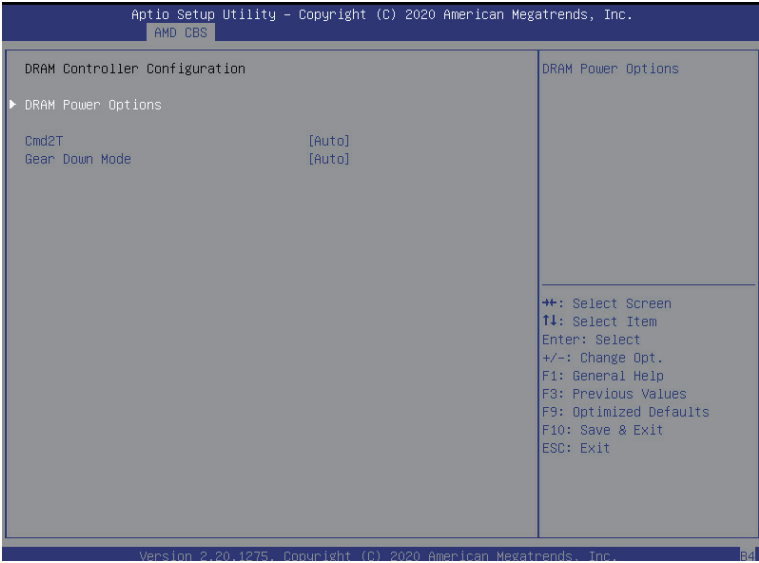 Aptio Setup Utility – Copyright (C) 2020 American Megatrends, Inc.
AMD CBS
DRAM Controller Configuration
DRAM Power Options
Cmd2T [Auto]
Gear Down Mode [Auto]
DRAM Power Options
→←: Select Screen
↑↓: Select Item
Enter: Select
+/-: Change Opt.
F1: General Help
F3: Previous Values
F9: Optimized Defaults
F10: Save & Exit
ESC: Exit
Version 2.20.1275. Copyright (C) 2020 American Megatrends, Inc.
B4